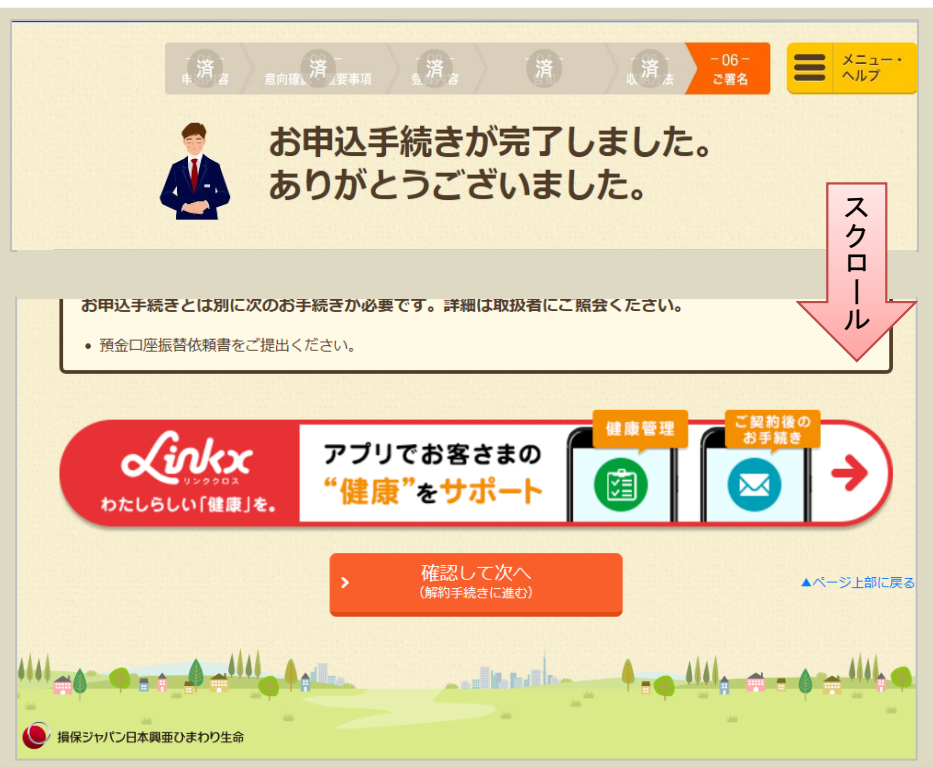 済
済
済
済
済
意向確
要事項
- 06 -
ご署名
メニュー・
ヘルプ
お申込手続きが完了しました。
ありがとうございました。
スクロール
お申込手続きとは別に次のお手続きが必要です。詳細は取扱者にご照会ください。
• 預金口座振替依頼書をご提出ください。
Linkx
リンククロス
わたしらしい「健康」を。
アプリでお客さまの
“健康”をサポート
健康管理
ご契約後の
お手続き
確認して次へ
(解約手続きに進む)
▲ページ上部に戻る
損保ジャパン日本興亜ひまわり生命